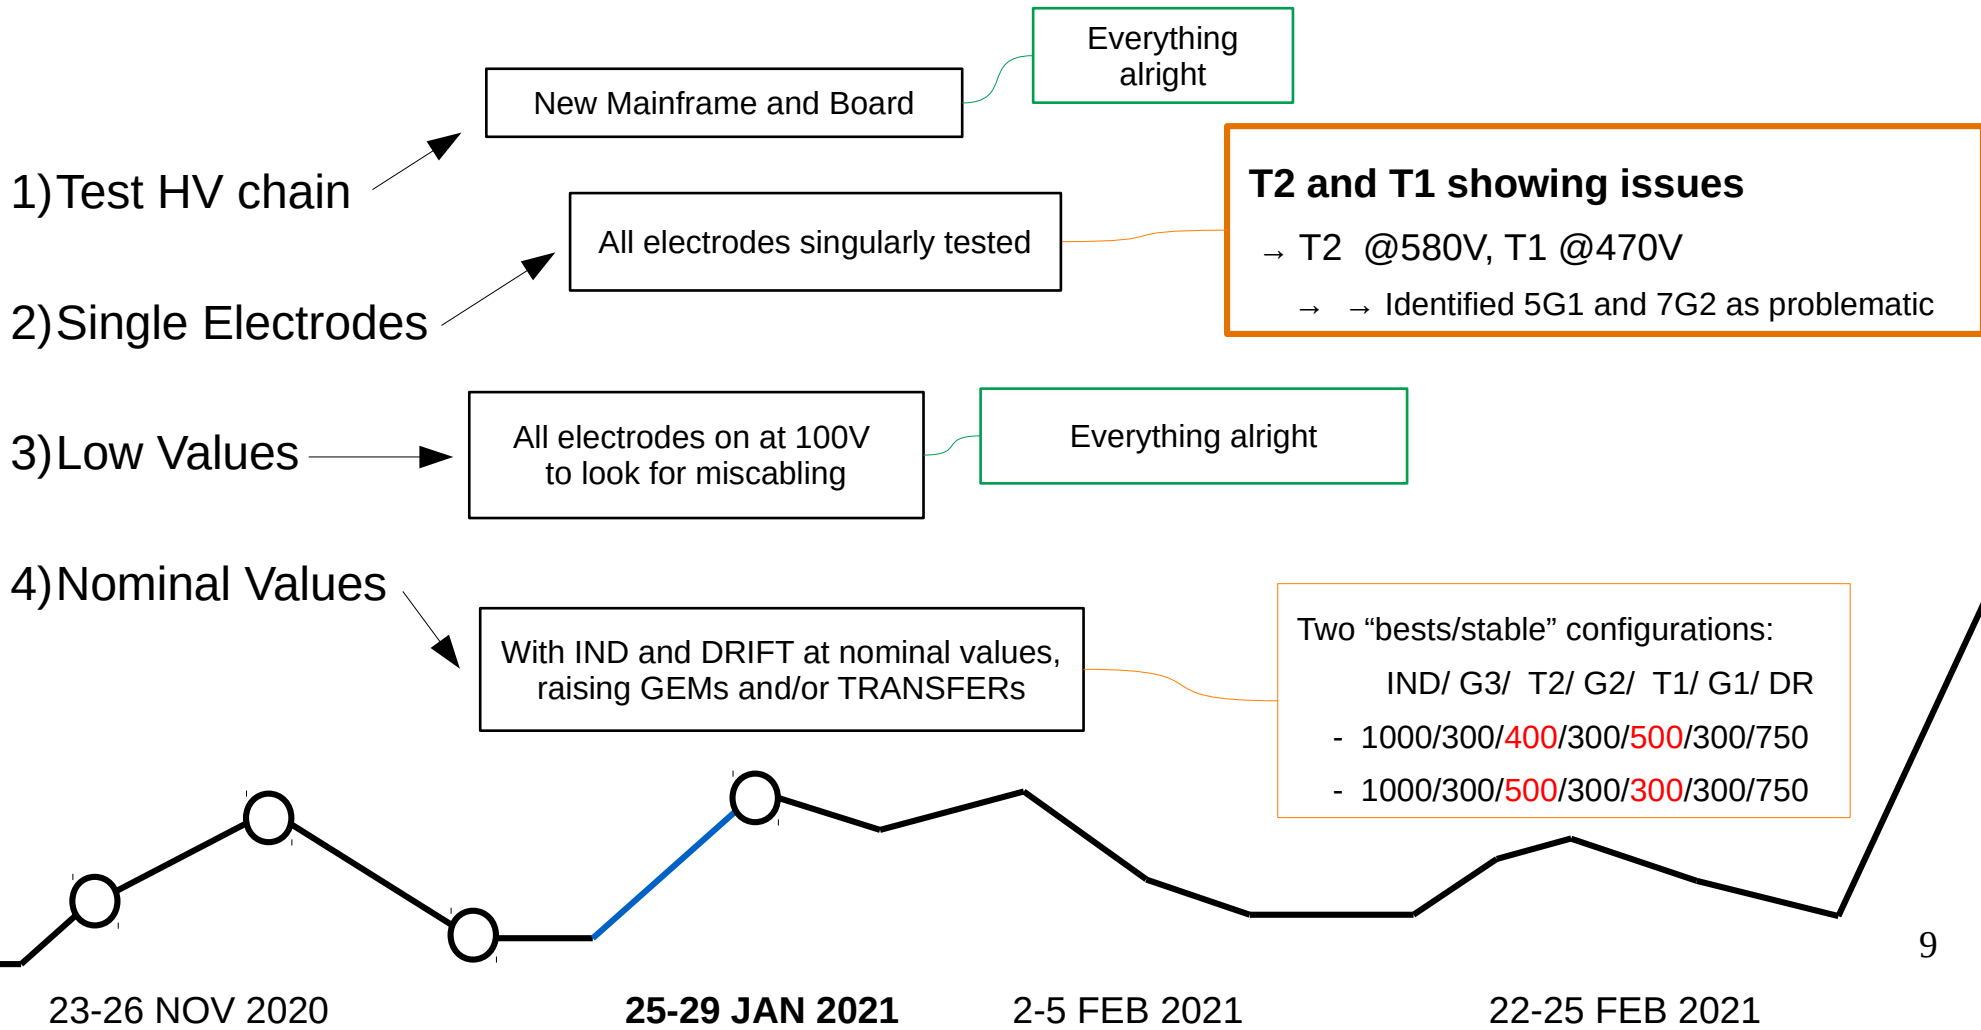 Everything
alright
New Mainframe and Board
1)Test HV chain
T2 and T1 showing issues
→ T2 @580V, T1 @470V
→ → Identified 5G1 and 7G2 as problematic
All electrodes singularly tested
2)Single Electrodes
3)Low Values
All electrodes on at 100V
to look for miscabling
Everything alright
4)Nominal Values
With IND and DRIFT at nominal values,
raising GEMs and/or TRANSFERs
Two “bests/stable” configurations:
IND/ G3/ T2/ G2/ T1/ G1/ DR
- 1000/300/400/300/500/300/750
- 1000/300/500/300/300/300/750
9
23-26 NOV 2020
25-29 JAN 2021
2-5 FEB 2021
22-25 FEB 2021